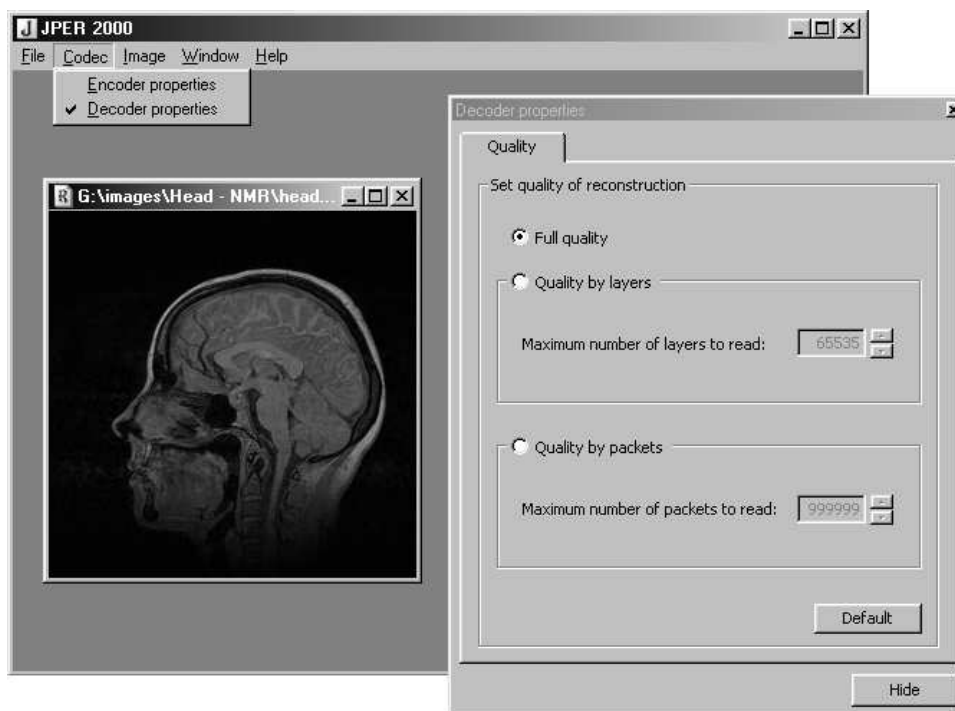 JPER 2000
File Codec Image Window Help
Encoder properties
Decoder properties
G:\images\Head - NMR\head...
Decoder properties
Quality
Set quality of reconstruction
Full quality
Quality by layers
Maximum number of layers to read: 65535
Quality by packets
Maximum number of packets to read: 999999
Default
Hide